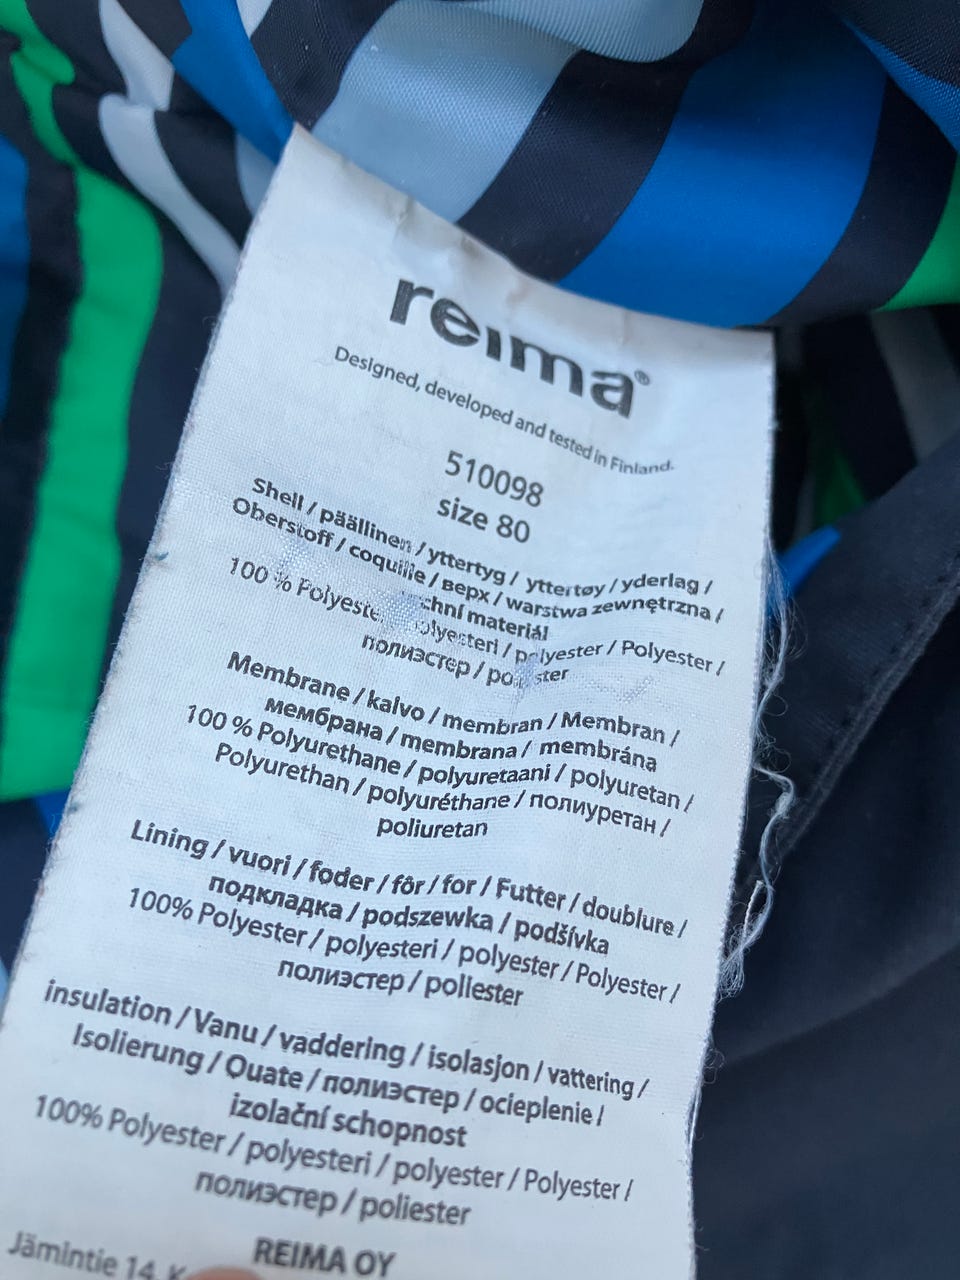 reima®
Designed, developed and tested in Finland.
510098
size 80
Shell / päällinen / yttertyg / yttertøy / yderlag /
Oberstoff / coquille / верх / warstwa zewnętrzna /
materiál
100 % / polyester / Polyester /
полиэстер /
Membrane / kalvo / membran / Membran /
мембрана / membrana / membrána
100 % Polyurethane / polyuretaani / polyuretan /
Polyurethan / polyuréthane / полиуретан /
poliuretan
Lining / vuori / foder / fôr / for / Futter / doublure /
подкладка / podszewka / podšívka
100% Polyester / polyesteri / polyester / Polyester /
полиэстер / poliester
insulation / Vanu / vaddering / isolasjon / vattering /
Isolierung / Ouate / полиэстер / ocieplenie /
izolační schopnost
100% Polyester / polyesteri / polyester / Polyester /
полиэстер / poliester
REIMA OY
Jämintie 14,